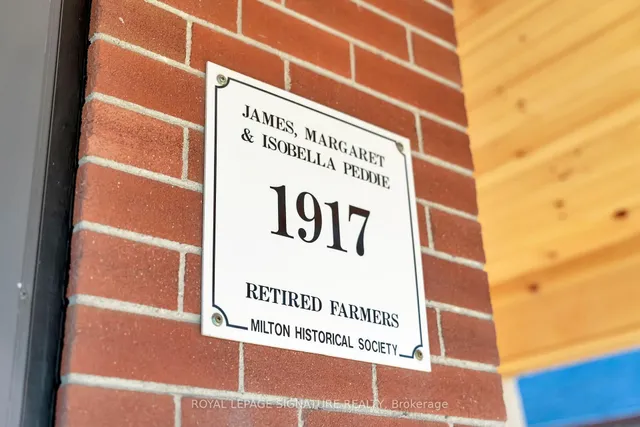 JAMES, MARGARET
& ISOBELLA PEDDIE
1917
RETIRED FARMERS
MILTON HISTORICAL SOCIETY
ROYAL LEPAGE SIGNATURE REALTY, Brokerage